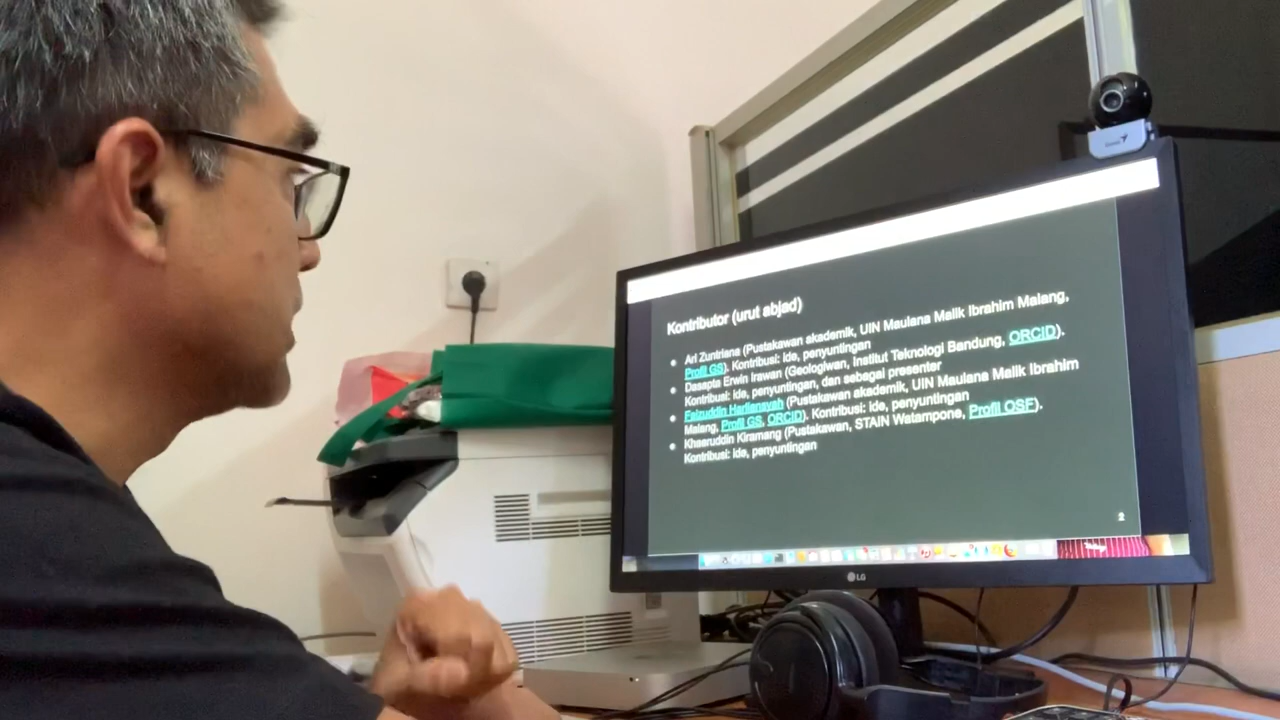 Kontributor (urut abjad)
Ari Zuntriana (Pustakawan akademik, UIN Maulana Malik Ibrahim Malang,
Profil GS). Kontribusi: ide, penyuntingan
Dasapta Erwin Irawan (Geologiwan, Institut Teknologi Bandung, ORCID).
Kontribusi: ide, penyuntingan, dan sebagai presenter
Faizuddin Harliansyah (Pustakawan akademik, UIN Maulana Malik Ibrahim
Malang, Profil GS, ORCID). Kontribusi: ide, penyuntingan
Khaeruddin Kiramang (Pustakawan, STAIN Watampone, Profil OSF).
Kontribusi: ide, penyuntingan
2
LG
Genius